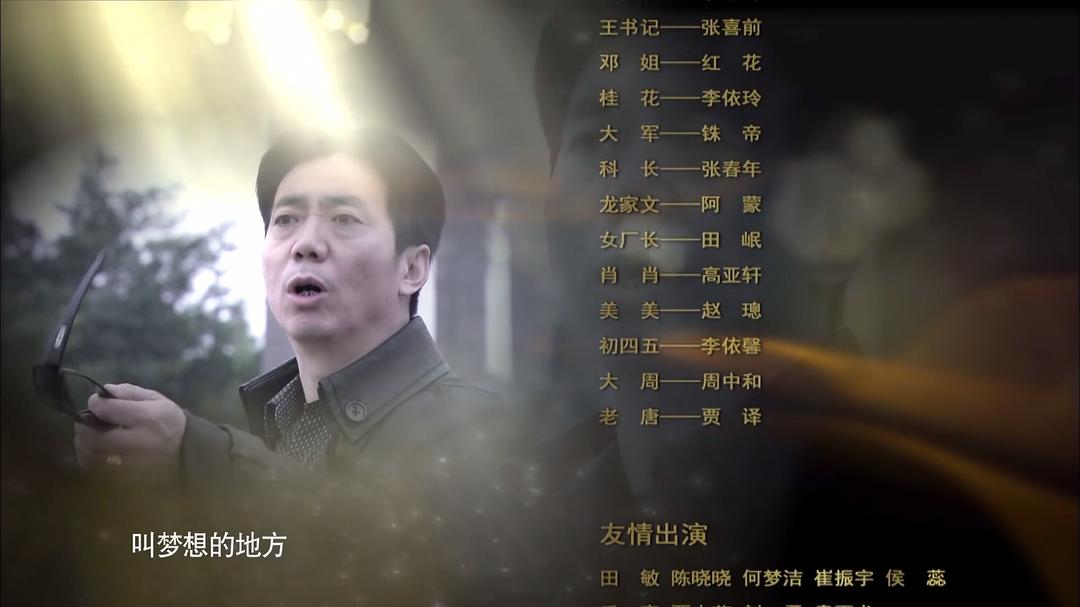 王书记——张喜前
邓 姐——红 花
桂 花——李依玲
大 军——铢 帝
科 长——张春年
龙家文——阿 蒙
女厂长——田 岷
肖 肖——高亚轩
美 美——赵 璁
初四五——李依馨
大 周——周中和
老 唐——贾 译
叫梦想的地方
友情出演
田 敏 陈晓晓 何梦洁 崔振宇 侯 蕊